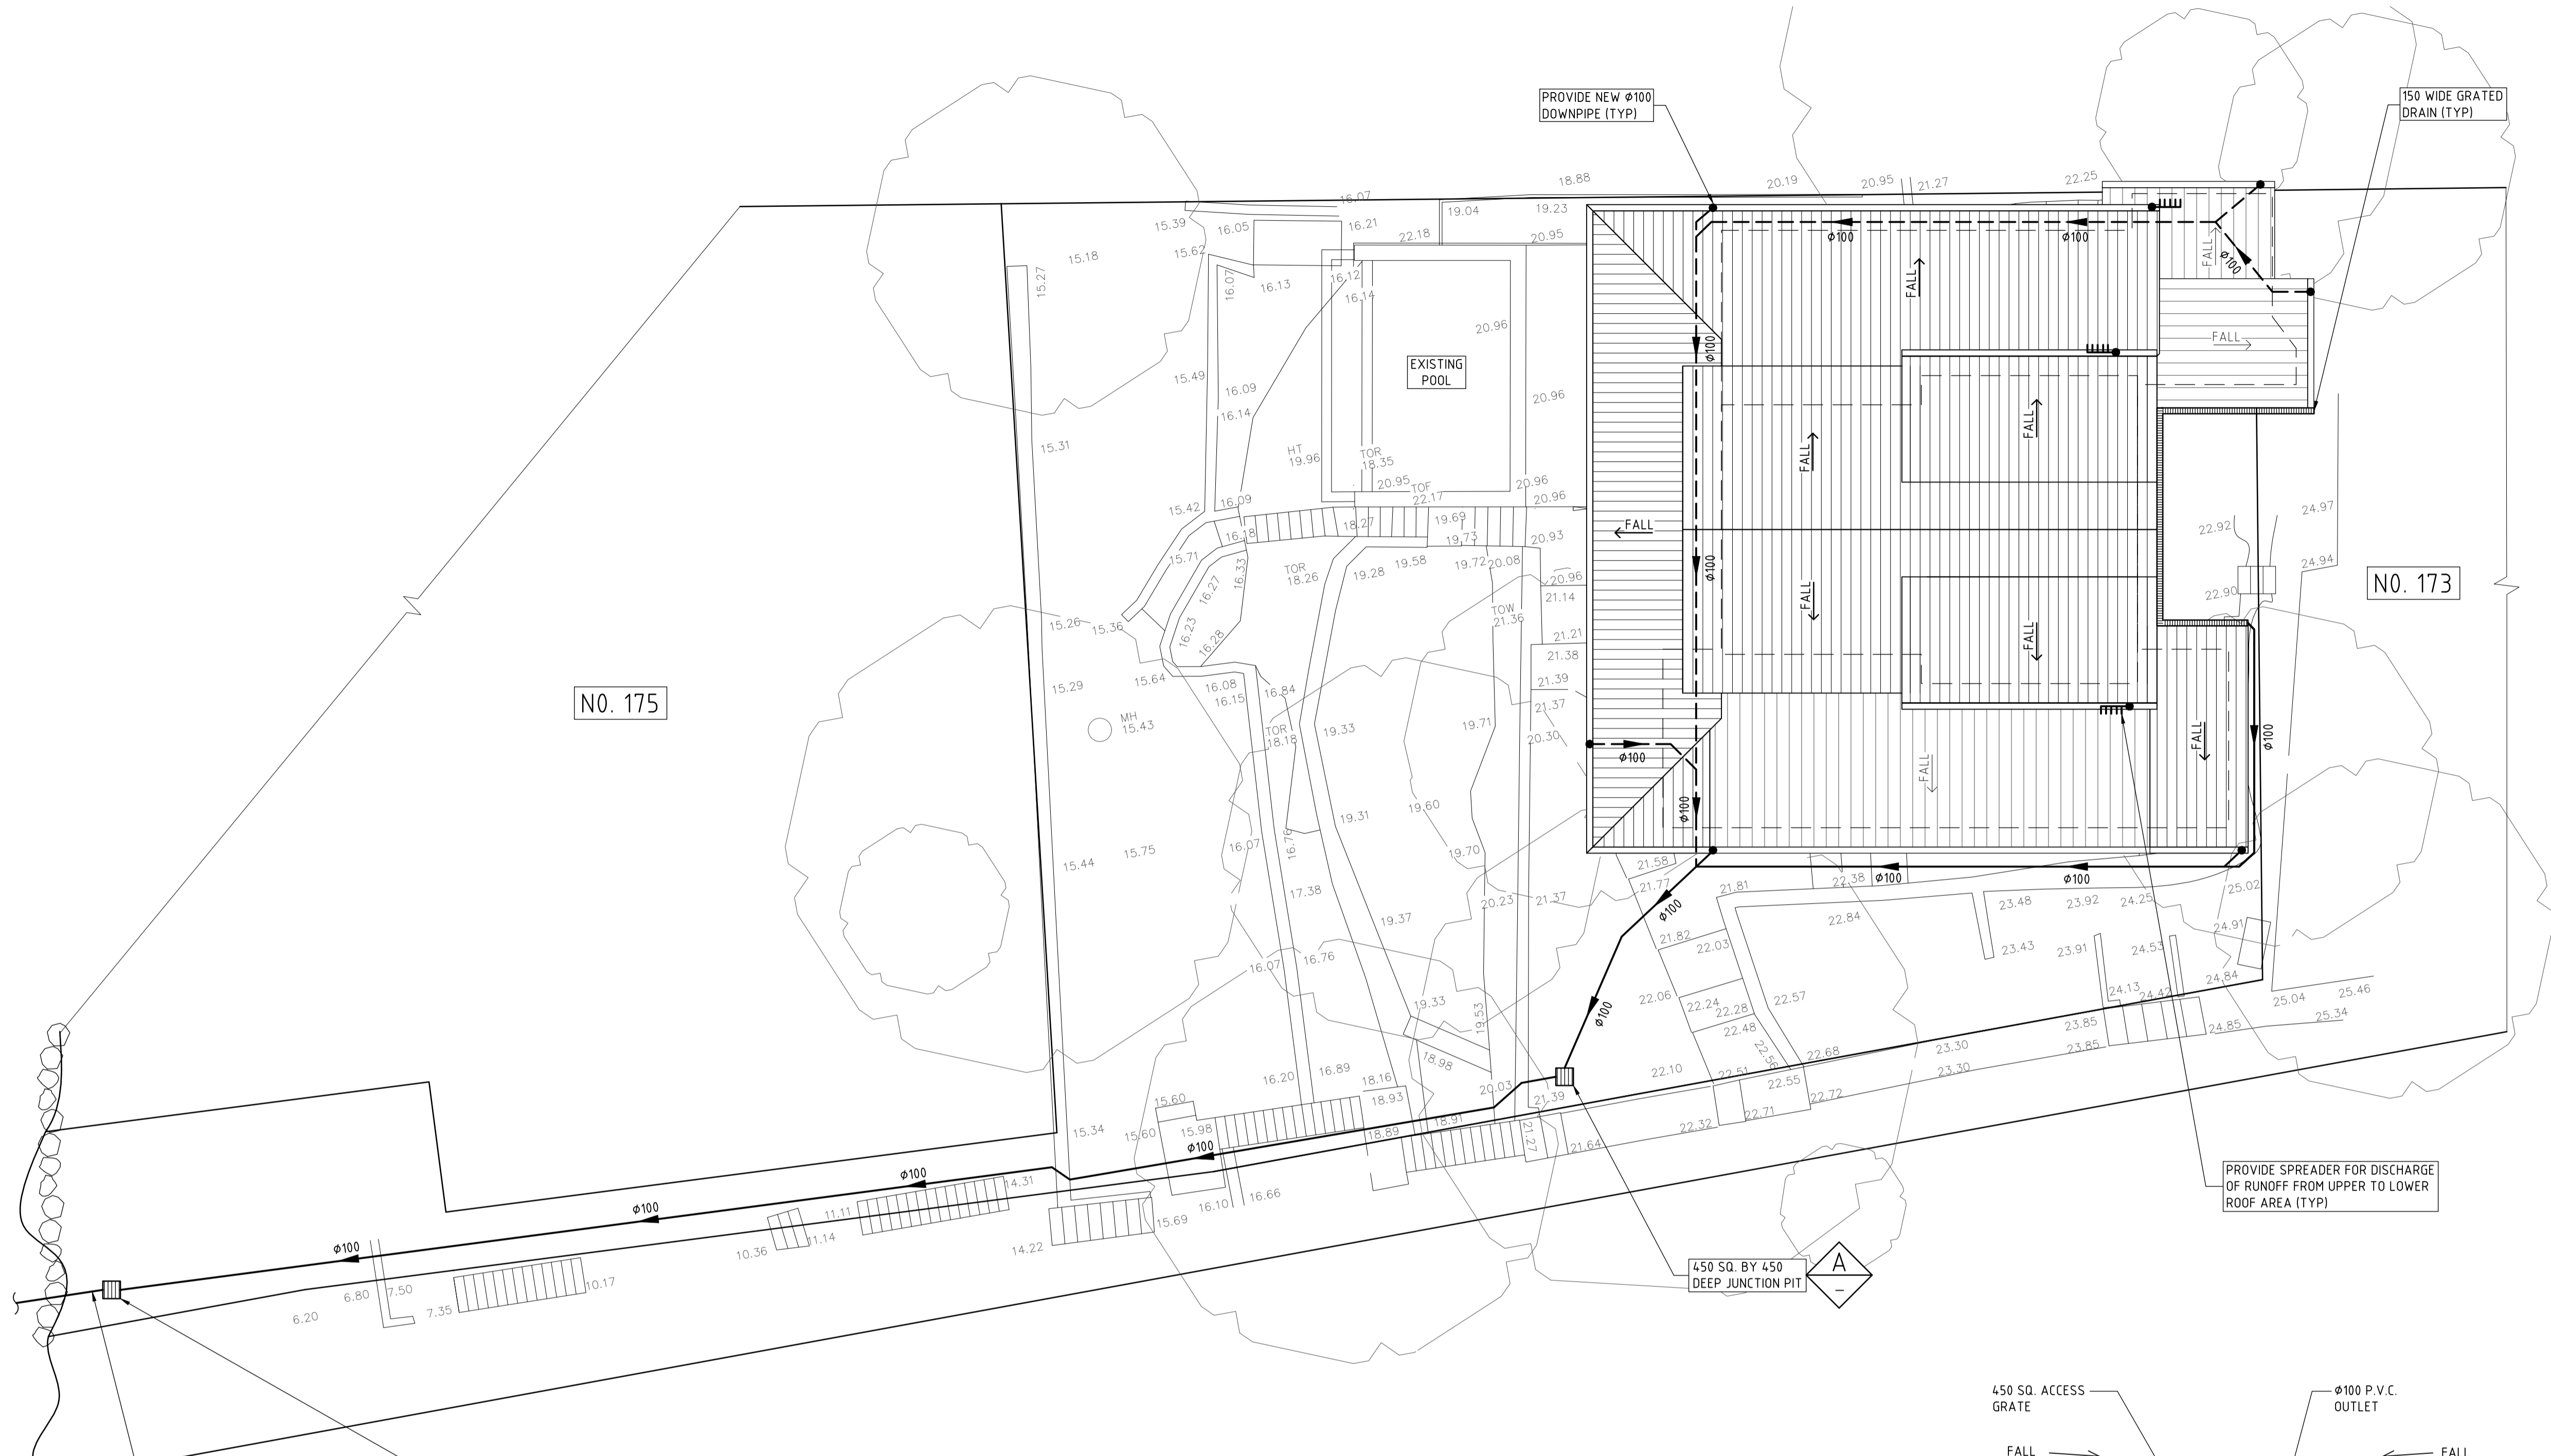 PROVIDE NEW Ø100
DOWNPIPE (TYP)
150 WIDE GRATED
DRAIN (TYP)
18.88
20.19
20.95
21.27
22.25
16.07
15.39
16.05
16.21
19.04
19.23
22.18
20.95
15.18
15.62
15.27
16.07
16.13
16.12
16.14
Ø100
Ø100
Ø100
FALL
FALL
20.96
EXISTING
POOL
Ø100
FALL
15.49
16.09
16.14
20.96
FALL
FALL
15.31
HT
19.96
TOR
18.35
20.95
TOF
22.17
20.96
20.96
15.42
16.09
18.27
19.69
19.73
20.93
FALL
16.18
15.71
16.33
16.27
TOR
18.26
19.28
19.58
19.72
20.08
20.96
21.14
Ø100
FALL
22.92
24.97
24.94
22.90
NO. 173
TOW
21.36
15.26
15.36
16.23
16.28
21.21
21.38
FALL
15.29
15.64
16.08
16.15
16.84
21.39
21.37
NO. 175
MH
15.43
TOR
18.18
19.33
19.71
20.30
Ø100
FALL
FALL
Ø100
19.60
19.31
Ø100
15.44
15.75
16.07
16.76
19.70
21.58
21.77
21.81
22.38
Ø100
Ø100
17.38
19.37
20.23
21.37
Ø100
22.84
23.48
23.92
24.25
25.02
21.82
22.03
23.43
23.91
24.53
24.91
16.07
16.76
19.33
19.53
22.06
22.24
22.28
22.48
22.57
24.13
24.42
24.84
25.04
25.46
25.34
Ø100
18.98
22.56
22.68
23.30
23.85
23.85
24.85
16.20
16.89
18.16
18.93
20.03
21.39
22.10
22.51
22.55
23.30
22.72
15.60
15.60
15.98
15.34
18.89
18.91
21.27
21.64
22.32
22.71
Ø100
Ø100
14.31
16.10
16.66
PROVIDE SPREADER FOR DISCHARGE
OF RUNOFF FROM UPPER TO LOWER
ROOF AREA (TYP)
Ø100
11.11
11.14
15.69
14.22
10.36
Ø100
10.17
7.50
6.80
7.35
6.20
450 SQ. BY 450
DEEP JUNCTION PIT
A
–
450 SQ. ACCESS
GRATE
Ø100 P.V.C.
OUTLET
FALL
FALL